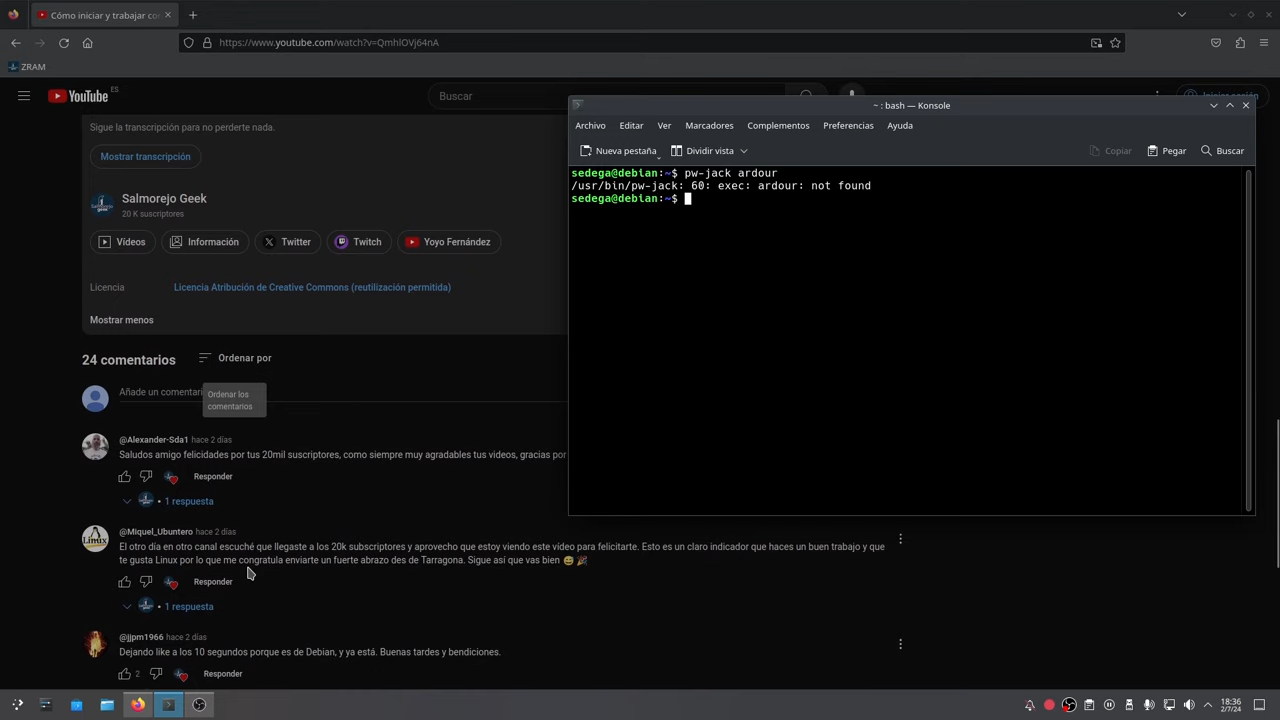 Cómo iniciar y trabajar con
https://www.youtube.com/watch?v=QmhlOVj64nA
ZRAM
YouTube ES
Buscar
Iniciar sesión
Sigue la transcripción para no perderte nada.
Mostrar transcripción
Salmorejo Geek
20 K suscriptores
Vídeos
Información
Twitter
Twitch
Yoyo Fernández
Licencia
Licencia Atribución de Creative Commons (reutilización permitida)
Mostrar menos
24 comentarios
Ordenar por
Añade un comentari
Ordenar los
comentarios
@Alexander-Sda1 hace 2 días
Saludos amigo felicidades por tus 20mil suscriptores, como siempre muy agradables tus videos, gracias por
Responder
• 1 respuesta
@Miquel_Ubuntero hace 2 días
El otro día en otro canal escuché que llegaste a los 20k subscriptores y aprovecho que estoy viendo este vídeo para felicitarte. Esto es un claro indicador que haces un buen trabajo y que
te gusta Linux por lo que me congratula enviarte un fuerte abrazo des de Tarragona. Sigue así que vas bien 😅 🎉
Responder
• 1 respuesta
@jjpm1966 hace 2 días
Dejando like a los 10 segundos porque es de Debian, y ya está. Buenas tardes y bendiciones.
2
Responder
~ : bash — Konsole
Archivo Editar Ver Marcadores Complementos Preferencias Ayuda
Nueva pestaña Dividir vista Copiar Pegar Buscar
sedega@debian:~$ pw-jack ardour
/usr/bin/pw-jack: 60: exec: ardour: not found
sedega@debian:~$
18:36
2/7/24